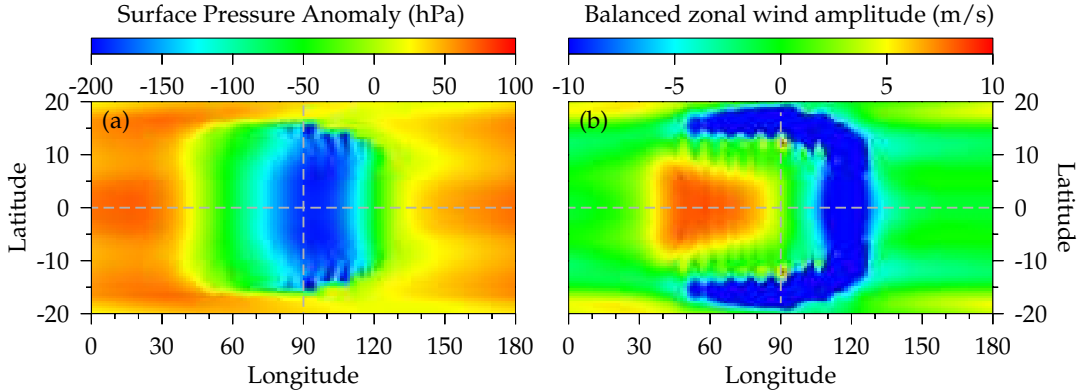 Surface Pressure Anomaly (hPa)
Balanced zonal wind amplitude (m/s)
-200 -150 -100 -50 0 50 100
-10 -5 0 5 10
(a)
(b)
20
10
0
-10
-20
Latitude
20
10
0
-10
-20
Latitude
0 30 60 90 120 150 180
0 30 60 90 120 150 180
Longitude
Longitude